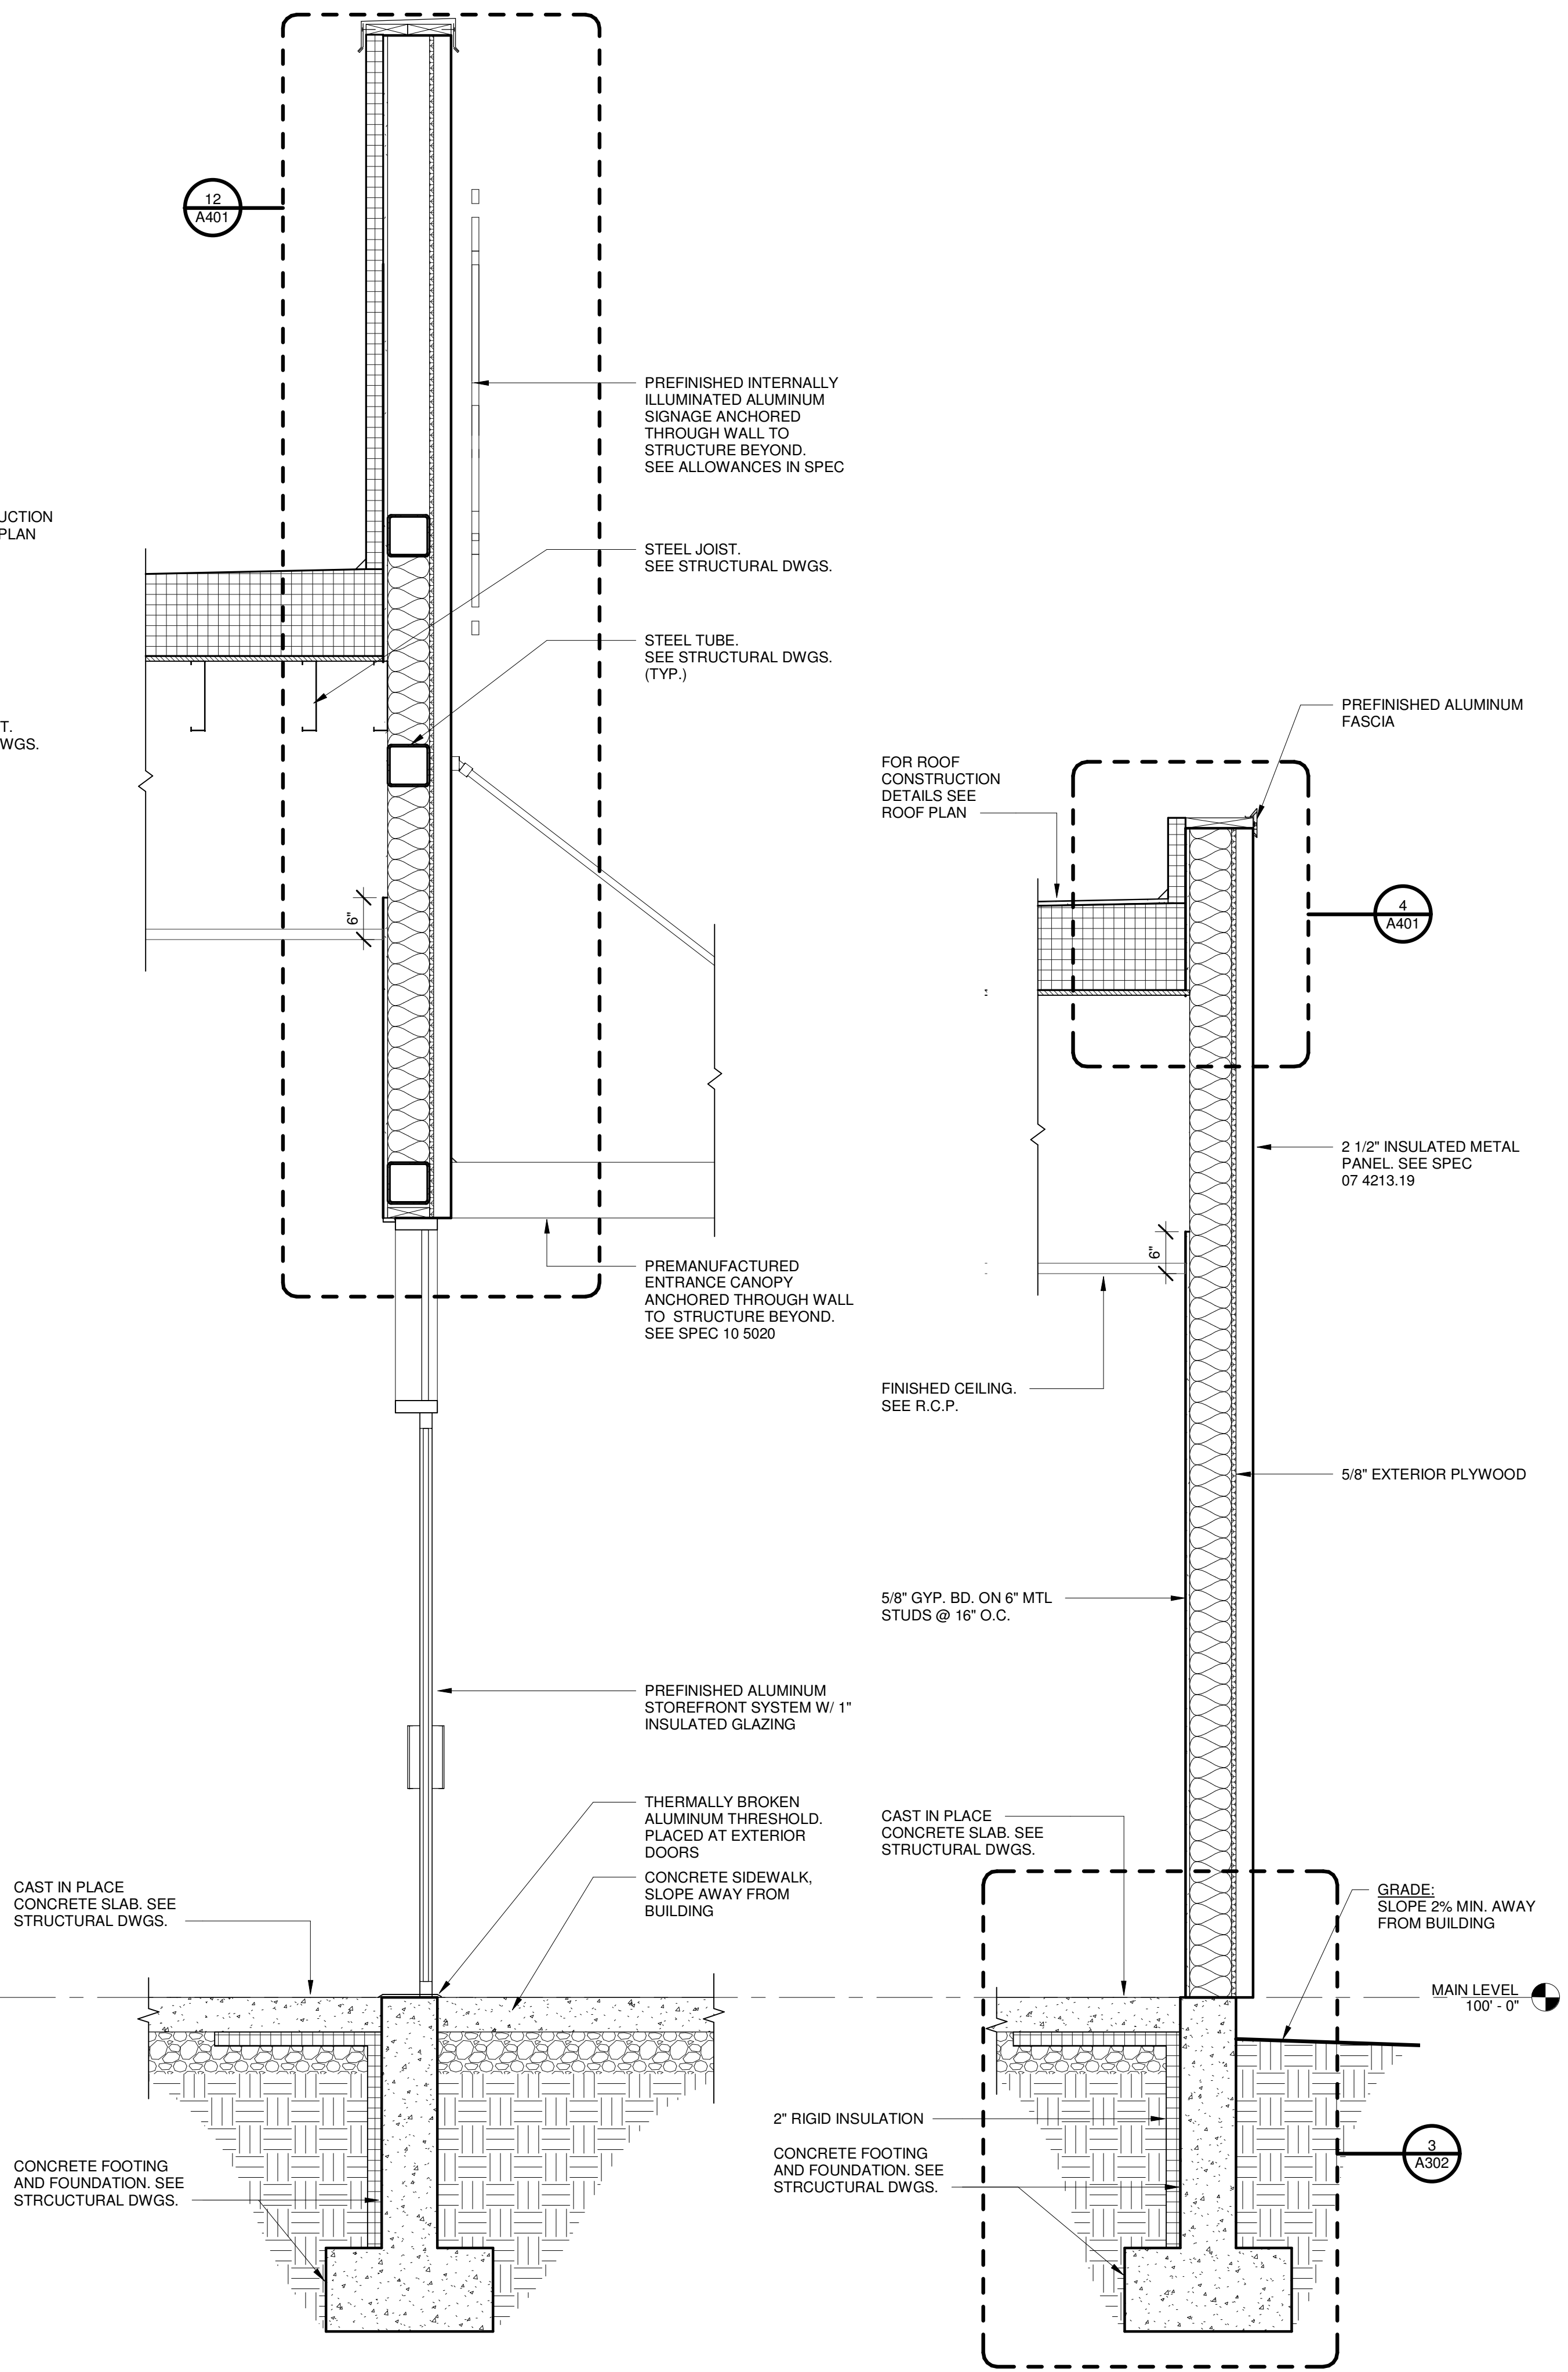 12
A401
PREFINISHED INTERNALLY
ILLUMINATED ALUMINUM
SIGNAGE ANCHORED
THROUGH WALL TO
STRUCTURE BEYOND.
SEE ALLOWANCES IN SPEC
UCTION
PLAN
STEEL JOIST.
SEE STRUCTURAL DWGS.
STEEL TUBE.
SEE STRUCTURAL DWGS.
(TYP.)
T.
WGS.
6"
PREMANUFACTURED
ENTRANCE CANOPY
ANCHORED THROUGH WALL
TO STRUCTURE BEYOND.
SEE SPEC 10 5020
PREFINISHED ALUMINUM
STOREFRONT SYSTEM W/ 1"
INSULATED GLAZING
THERMALLY BROKEN
ALUMINUM THRESHOLD.
PLACED AT EXTERIOR
DOORS
CONCRETE SIDEWALK,
SLOPE AWAY FROM
BUILDING
CAST IN PLACE
CONCRETE SLAB. SEE
STRUCTURAL DWGS.
CONCRETE FOOTING
AND FOUNDATION. SEE
STRCUCTURAL DWGS.
PREFINISHED ALUMINUM
FASCIA
FOR ROOF
CONSTRUCTION
DETAILS SEE
ROOF PLAN
4
A401
2 1/2" INSULATED METAL
PANEL. SEE SPEC
07 4213.19
6"
FINISHED CEILING.
SEE R.C.P.
5/8" EXTERIOR PLYWOOD
5/8" GYP. BD. ON 6" MTL
STUDS @ 16" O.C.
CAST IN PLACE
CONCRETE SLAB. SEE
STRUCTURAL DWGS.
GRADE:
SLOPE 2% MIN. AWAY
FROM BUILDING
MAIN LEVEL
100' - 0"
2" RIGID INSULATION
CONCRETE FOOTING
AND FOUNDATION. SEE
STRCUCTURAL DWGS.
3
A302